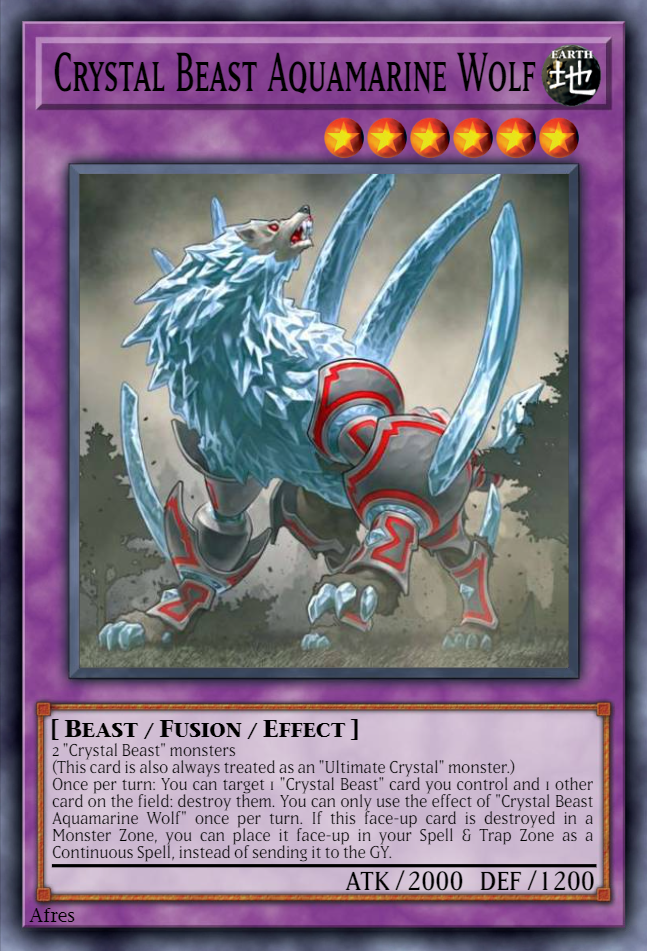 Crystal Beast Aquamarine Wolf
EARTH
地
[ Beast / Fusion / Effect ]
2 "Crystal Beast" monsters
(This card is also always treated as an "Ultimate Crystal" monster.)
Once per turn: You can target 1 "Crystal Beast" card you control and 1 other
card on the field: destroy them. You can only use the effect of "Crystal Beast
Aquamarine Wolf" once per turn. If this face-up card is destroyed in a
Monster Zone, you can place it face-up in your Spell & Trap Zone as a
Continuous Spell, instead of sending it to the GY.
ATK/2000 DEF/1200
Afres